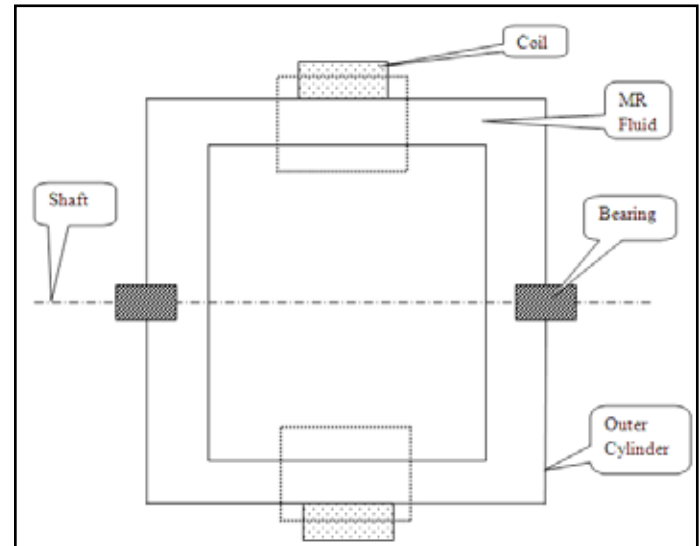 Coil
MR
Fluid
Shaft
Bearing
Outer
Cylinder